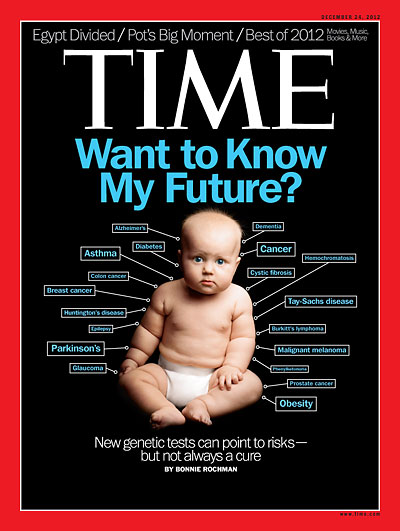 DECEMBER 24, 2012
Egypt Divided / Pot's Big Moment / Best of 2012 Movies, Music,
Books & More
TIME
Want to Know
My Future?
Alzheimer's
Dementia
Diabetes
Cancer
Asthma
Hemochromatosis
Colon cancer
Cystic fibrosis
Breast cancer
Tay-Sachs disease
Huntington's disease
Epilepsy
Burkitt's lymphoma
Parkinson's
Malignant melanoma
Glaucoma
Phenylketonuria
Prostate cancer
Obesity
New genetic tests can point to risks—
but not always a cure
BY BONNIE ROCHMAN
www.time.com